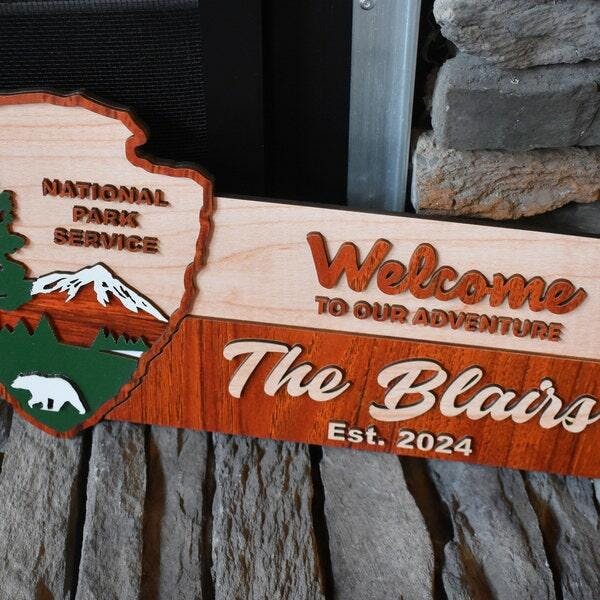 NATIONAL
PARK
SERVICE
Welcome
TO OUR ADVENTURE
The Blairs
Est. 2024